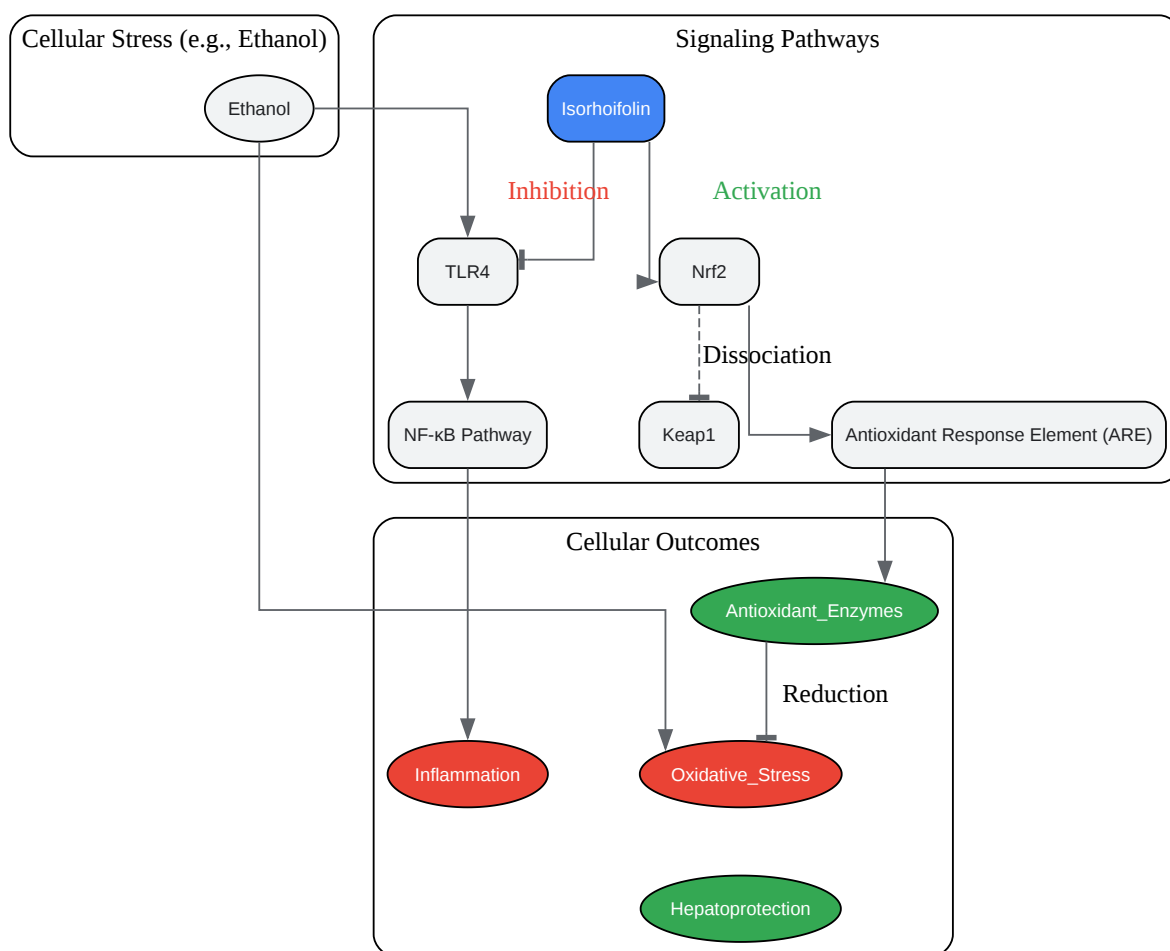 Cellular Stress (e.g., Ethanol)
Signaling Pathways
Ethanol
Isorhoifolin
Inhibition
Activation
TLR4
Nrf2
Dissociation
NF-κB Pathway
Keap1
Antioxidant Response Element (ARE)
Cellular Outcomes
Antioxidant_Enzymes
Reduction
Inflammation
Oxidative_Stress
Hepatoprotection